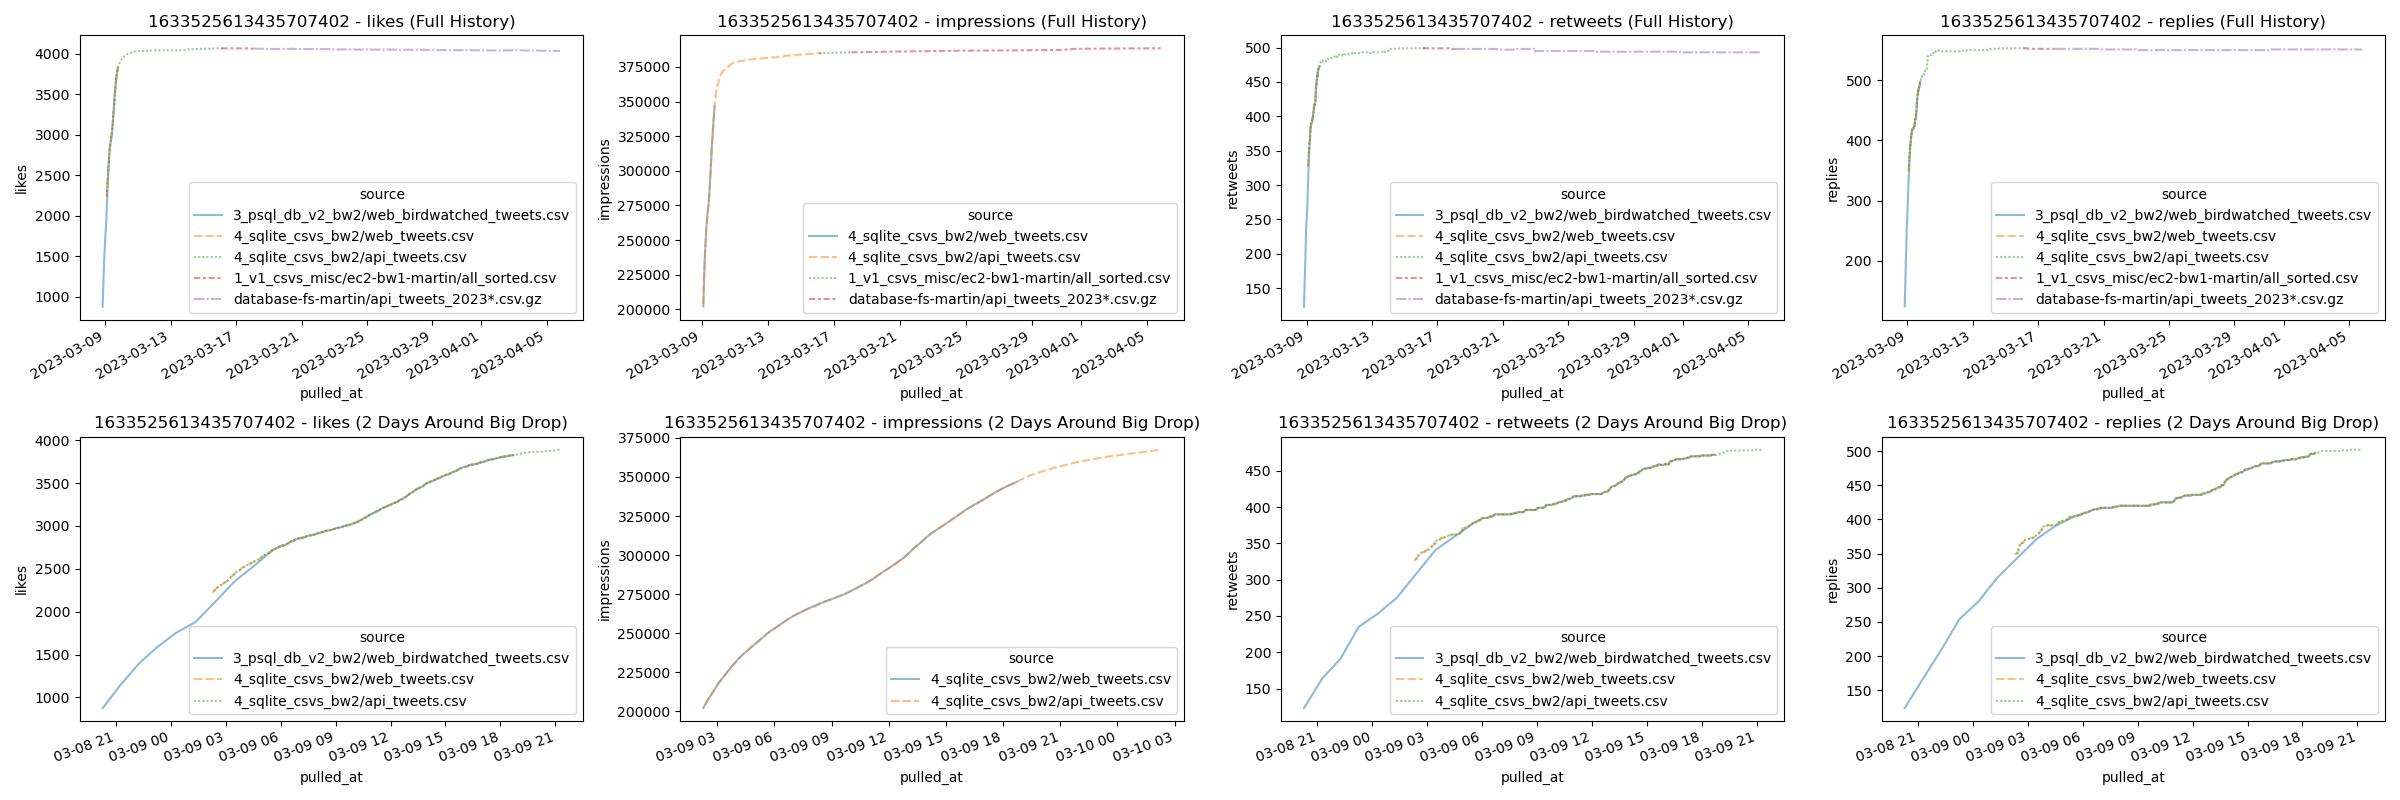 1633525613435707402 - likes (Full History)
likes
4000
3500
3000
2500
2000
1500
1000
source
3_psql_db_v2_bw2/web_birdwatched_tweets.csv
4_sqlite_csvs_bw2/web_tweets.csv
4_sqlite_csvs_bw2/api_tweets.csv
1_v1_csvs_misc/ec2-bw1-martin/all_sorted.csv
database-fs-martin/api_tweets_2023*.csv.gz
2023-03-09
2023-03-13
2023-03-17
2023-03-21
2023-03-25
2023-03-29
2023-04-01
2023-04-05
pulled_at
1633525613435707402 - impressions (Full History)
impressions
375000
350000
325000
300000
275000
250000
225000
200000
source
4_sqlite_csvs_bw2/web_tweets.csv
4_sqlite_csvs_bw2/api_tweets.csv
1_v1_csvs_misc/ec2-bw1-martin/all_sorted.csv
database-fs-martin/api_tweets_2023*.csv.gz
2023-03-09
2023-03-13
2023-03-17
2023-03-21
2023-03-25
2023-03-29
2023-04-01
2023-04-05
pulled_at
1633525613435707402 - retweets (Full History)
retweets
500
450
400
350
300
250
200
150
source
3_psql_db_v2_bw2/web_birdwatched_tweets.csv
4_sqlite_csvs_bw2/web_tweets.csv
4_sqlite_csvs_bw2/api_tweets.csv
1_v1_csvs_misc/ec2-bw1-martin/all_sorted.csv
database-fs-martin/api_tweets_2023*.csv.gz
2023-03-09
2023-03-13
2023-03-17
2023-03-21
2023-03-25
2023-03-29
2023-04-01
2023-04-05
pulled_at
1633525613435707402 - replies (Full History)
replies
500
400
300
200
source
3_psql_db_v2_bw2/web_birdwatched_tweets.csv
4_sqlite_csvs_bw2/web_tweets.csv
4_sqlite_csvs_bw2/api_tweets.csv
1_v1_csvs_misc/ec2-bw1-martin/all_sorted.csv
database-fs-martin/api_tweets_2023*.csv.gz
2023-03-09
2023-03-13
2023-03-17
2023-03-21
2023-03-25
2023-03-29
2023-04-01
2023-04-05
pulled_at
1633525613435707402 - likes (2 Days Around Big Drop)
likes
4000
3500
3000
2500
2000
1500
1000
source
3_psql_db_v2_bw2/web_birdwatched_tweets.csv
4_sqlite_csvs_bw2/web_tweets.csv
4_sqlite_csvs_bw2/api_tweets.csv
03-08 21
03-09 00
03-09 03
03-09 06
03-09 09
03-09 12
03-09 15
03-09 18
03-09 21
pulled_at
1633525613435707402 - impressions (2 Days Around Big Drop)
impressions
375000
350000
325000
300000
275000
250000
225000
200000
source
4_sqlite_csvs_bw2/web_tweets.csv
4_sqlite_csvs_bw2/api_tweets.csv
03-09 03
03-09 06
03-09 09
03-09 12
03-09 15
03-09 18
03-09 21
03-10 00
03-10 03
pulled_at
1633525613435707402 - retweets (2 Days Around Big Drop)
retweets
450
400
350
300
250
200
150
source
3_psql_db_v2_bw2/web_birdwatched_tweets.csv
4_sqlite_csvs_bw2/web_tweets.csv
4_sqlite_csvs_bw2/api_tweets.csv
03-08 21
03-09 00
03-09 03
03-09 06
03-09 09
03-09 12
03-09 15
03-09 18
03-09 21
pulled_at
1633525613435707402 - replies (2 Days Around Big Drop)
replies
500
450
400
350
300
250
200
150
source
3_psql_db_v2_bw2/web_birdwatched_tweets.csv
4_sqlite_csvs_bw2/web_tweets.csv
4_sqlite_csvs_bw2/api_tweets.csv
03-08 21
03-09 00
03-09 03
03-09 06
03-09 09
03-09 12
03-09 15
03-09 18
03-09 21
pulled_at